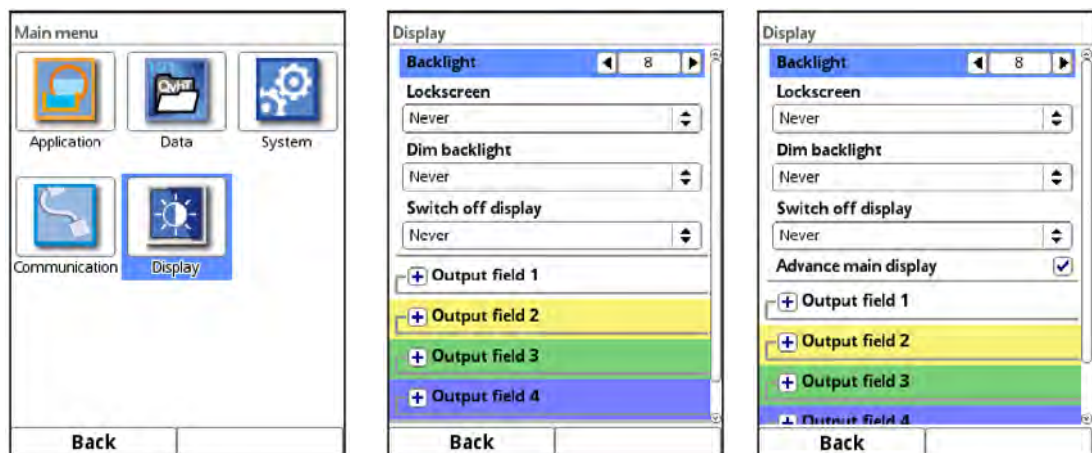 Main menu
Application
Data
System
Communication
Display
Back
Display
Backlight 8
Lockscreen
Never
Dim backlight
Never
Switch off display
Never
Output field 1
Output field 2
Output field 3
Output field 4
Back
Display
Backlight 8
Lockscreen
Never
Dim backlight
Never
Switch off display
Never
Advance main display
Output field 1
Output field 2
Output field 3
Output field 4
Back